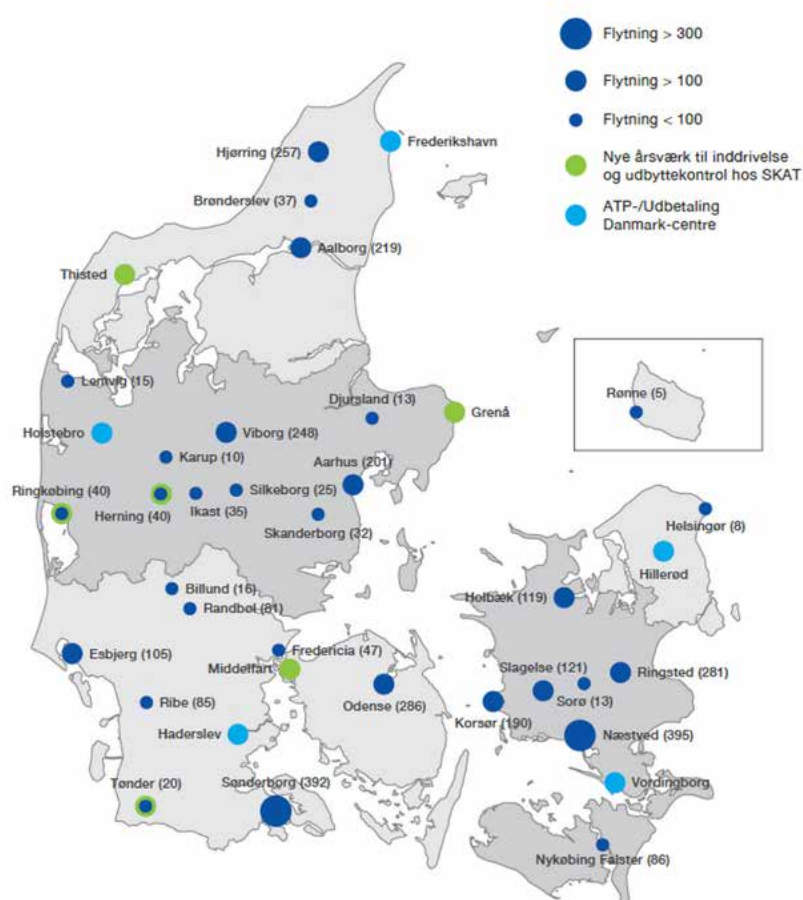 Flytning > 300
Flytning > 100
Flytning < 100
Nye årsværk til inddrivelse
og udbyttekontrol hos SKAT
ATP-/Udbetaling
Danmark-centre
Hjørring (257)
Frederikshavn
Brønderslev (37)
Aalborg (219)
Thisted
Lemvig (15)
Djursland (13)
Grenå
Rønne (5)
Holstebro
Viborg (248)
Karup (10)
Aarhus (201)
Ringkøbing (40)
Herning (40)
Ikast (35)
Silkeborg (25)
Skanderborg (32)
Helsingør (8)
Hillerød
Billund (16)
Randbøl (81)
Holbæk (119)
Esbjerg (105)
Fredericia (47)
Middelfart
Slagelse (121)
Ringsted (281)
Ribe (85)
Odense (286)
Sorø (13)
Korsør (190)
Haderslev
Næstved (395)
Tønder (20)
Sønderborg (392)
Vordingborg
Nykøbing Falster (86)